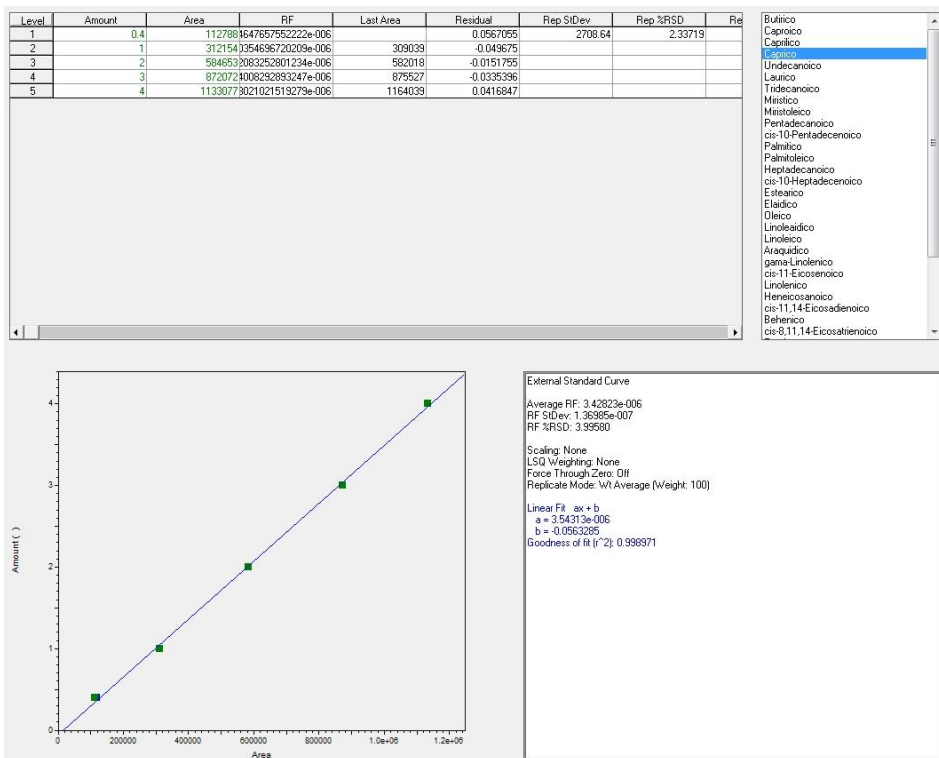 Level Amount Area RF Last Area Residual Rep StDev Rep %RSD Re
1 0.4 112788 4647657552222e-006 0.0567055 2708.64 2.33719
2 1 312154 0354696720209e-006 309039 -0.049675
3 2 584653 2083252801234e-006 582018 -0.0151755
4 3 872072 4008292893247e-006 875527 -0.0335396
5 4 1133077 3021021519279e-006 1164039 0.0416847
Butirico
Caproico
Caprilico
Caprico
Undecanoico
Laurico
Tridecanoico
Miristico
Miristoleico
Pentadecanoico
cis-10-Pentadecenoico
Palmitico
Palmitoleico
Heptadecanoico
cis-10-Heptadecenoico
Estearico
Elaidico
Oleico
Linoleaidico
Linoleico
Araquidico
gama-Linolenico
cis-11-Eicosenoico
Linolenico
Heneicosanoico
cis-11,14-Eicosadienoico
Behenico
cis-8,11,14-Eicosatrienoico
4
3
2
1
0
Amount ( )
0 200000 400000 600000 800000 1.0e+06 1.2e+06
Area
External Standard Curve
Average RF: 3.42823e-006
RF StDev: 1.36985e-007
RF %RSD: 3.99580
Scaling: None
LSQ Weighting: None
Force Through Zero: Off
Replicate Mode: Wt Average (Weight: 100)
Linear Fit ax + b
a = 3.54313e-006
b = -0.0563285
Goodness of fit (r^2): 0.998971